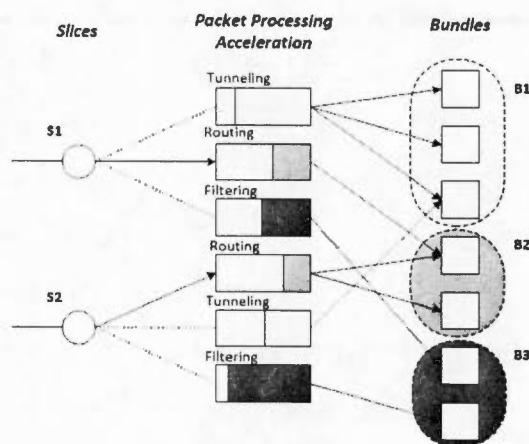 Slices
Packet Processing
Acceleration
Bundles
Tunneling
B1
S1
Routing
Filtering
Routing
B2
S2
Tunneling
Filtering
B3